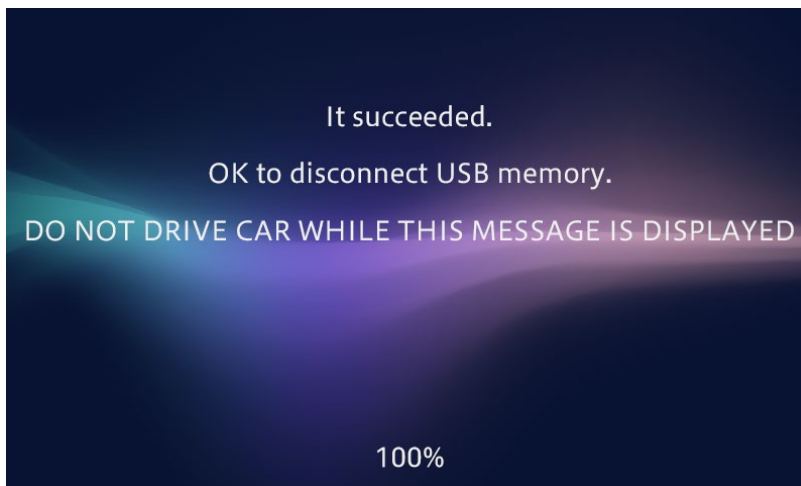 It succeeded.
OK to disconnect USB memory.
DO NOT DRIVE CAR WHILE THIS MESSAGE IS DISPLAYED
100%